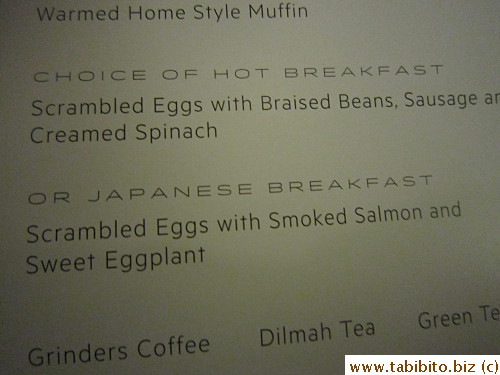 Warmed Home Style Muffin
CHOICE OF HOT BREAKFAST
Scrambled Eggs with Braised Beans, Sausage
Creamed Spinach
OR JAPANESE BREAKFAST
Scrambled Eggs with Smoked Salmon and
Sweet Eggplant
Grinders Coffee Dilmah Tea Green
www.tabibito.biz (c)